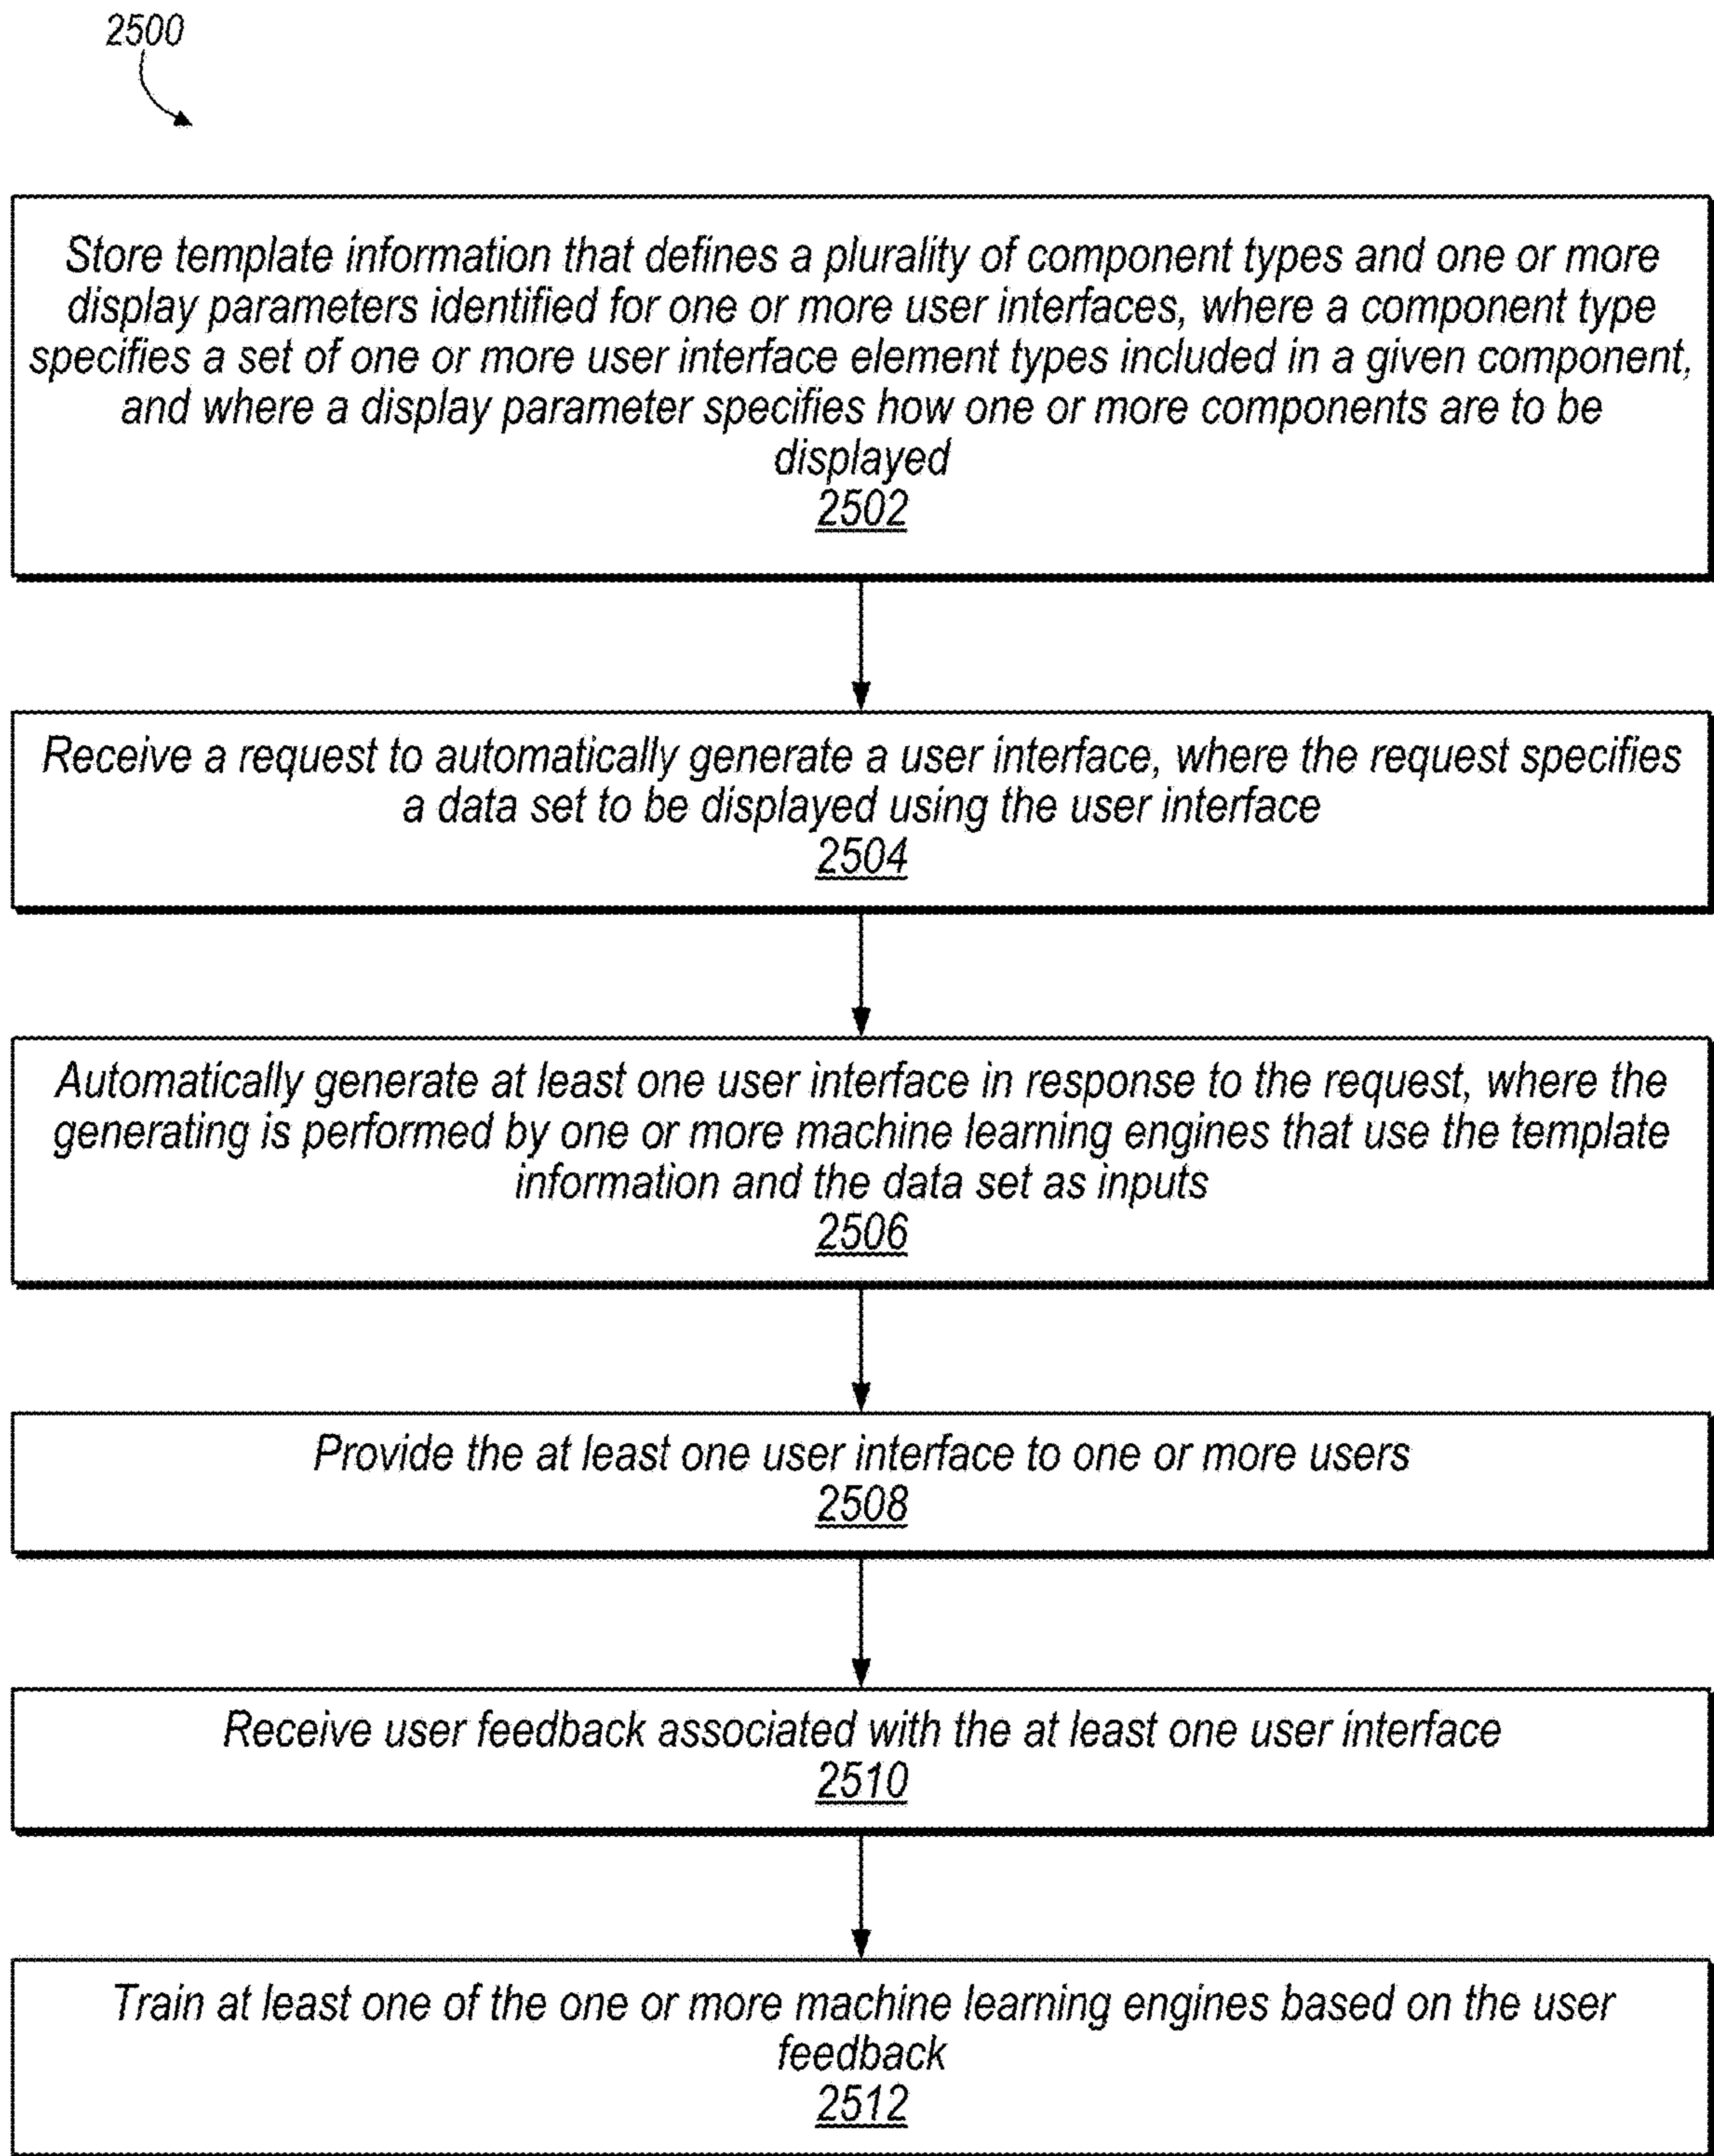 2500
Store template information that defines a plurality of component types and one or more
display parameters identified for one or more user interfaces, where a component type
specifies a set of one or more user interface element types included in a given component,
and where a display parameter specifies how one or more components are to be
displayed
2502
Receive a request to automatically generate a user interface, where the request specifies
a data set to be displayed using the user interface
2504
Automatically generate at least one user interface in response to the request, where the
generating is performed by one or more machine learning engines that use the template
information and the data set as inputs
2506
Provide the at least one user interface to one or more users
2508
Receive user feedback associated with the at least one user interface
2510
Train at least one of the one or more machine learning engines based on the user
feedback
2512